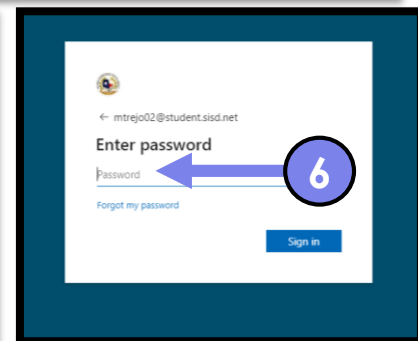 ← mtrejo02@student.sisd.net
Enter password
Password
6
Forgot my password
Sign in